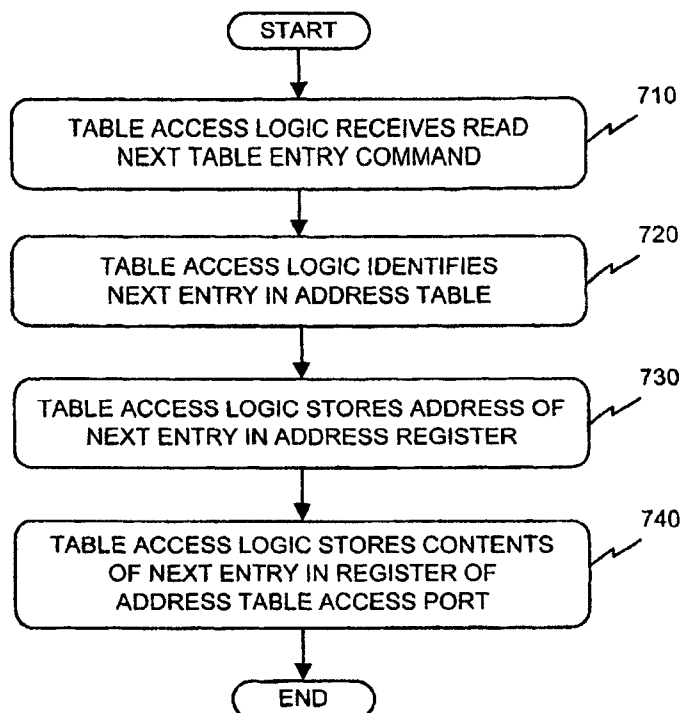 START
710
TABLE ACCESS LOGIC RECEIVES READ
NEXT TABLE ENTRY COMMAND
720
TABLE ACCESS LOGIC IDENTIFIES
NEXT ENTRY IN ADDRESS TABLE
730
TABLE ACCESS LOGIC STORES ADDRESS OF
NEXT ENTRY IN ADDRESS REGISTER
740
TABLE ACCESS LOGIC STORES CONTENTS
OF NEXT ENTRY IN REGISTER OF
ADDRESS TABLE ACCESS PORT
END